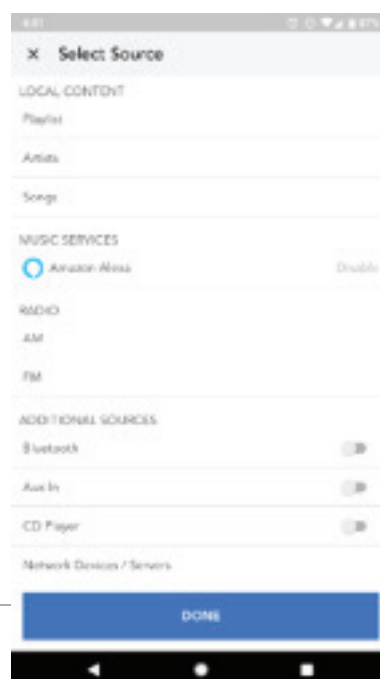 × Select Source
LOCAL CONTENT
Playlist
Artists
Songs
MUSIC SERVICES
Amazon Alexa Disable
RADIO
AM
FM
ADDITIONAL SOURCES
Bluetooth
Aux In
CD Player
Network Devices / Servers
DONE